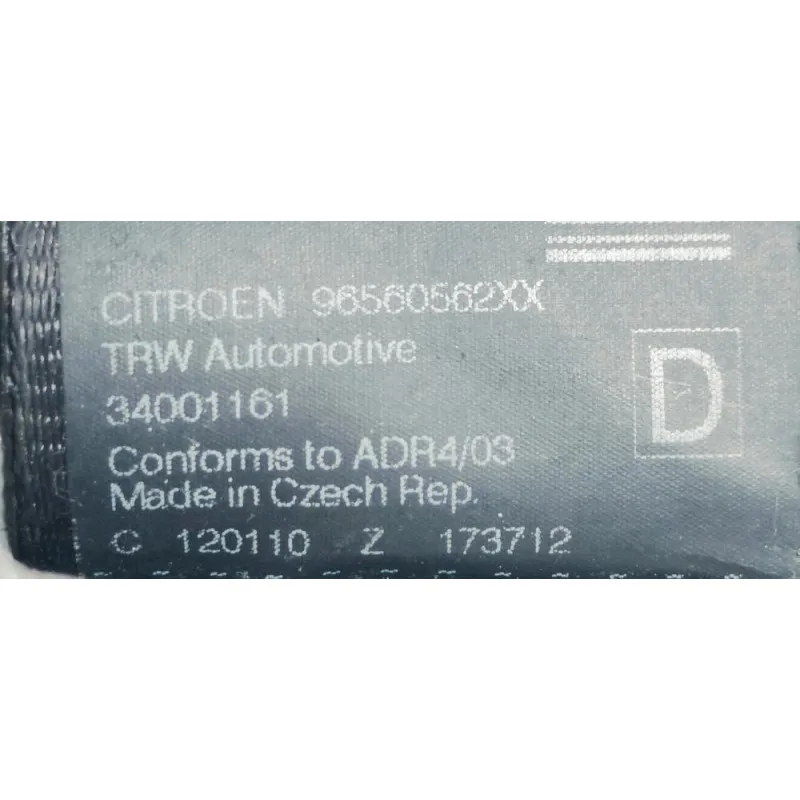 CITROEN 96560562XX
TRW Automotive
34001161
D
Conforms to ADR4/03
Made in Czech Rep.
C 120110 Z 173712